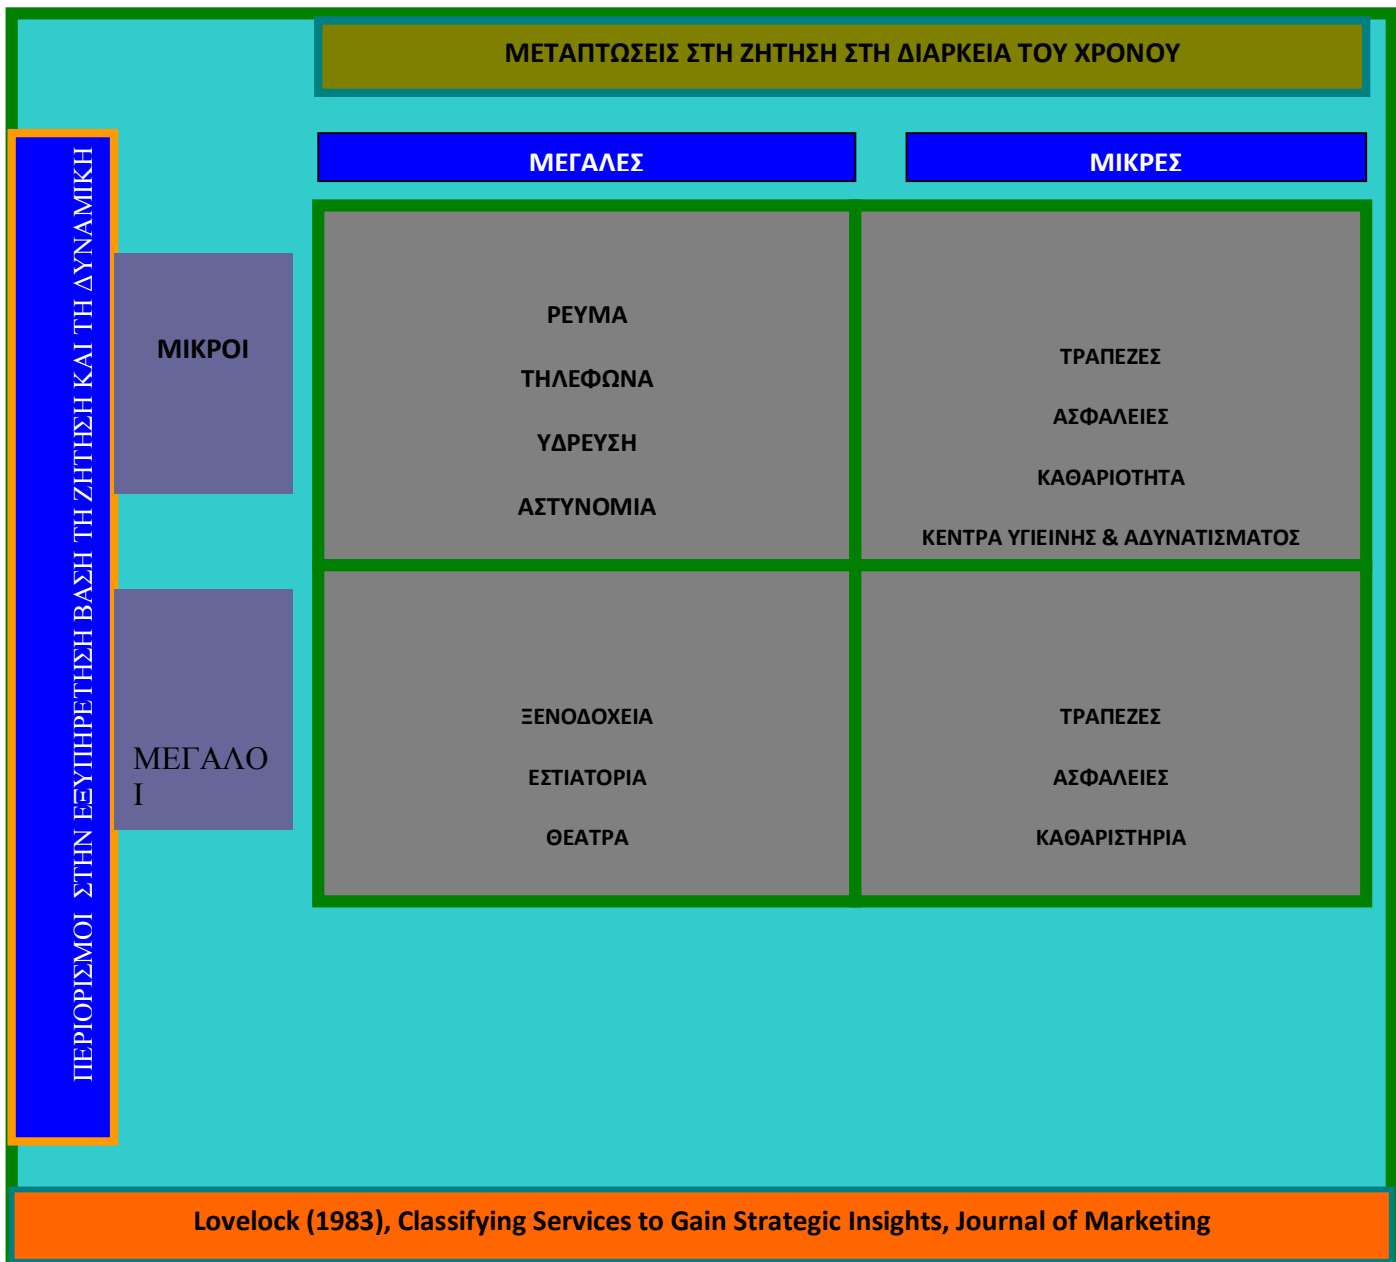 ΜΕΤΑΠΤΩΣΕΙΣ ΣΤΗ ΖΗΤΗΣΗ ΣΤΗ ΔΙΑΡΚΕΙΑ ΤΟΥ ΧΡΟΝΟΥ
ΠΕΡΙΟΡΙΣΜΟΙ ΣΤΗΝ ΕΞΥΠΗΡΕΤΗΣΗ ΒΑΣΗ ΤΗ ΖΗΤΗΣΗ ΚΑΙ ΤΗ ΔΥΝΑΜΙΚΗ
ΜΕΓΑΛΕΣ
ΜΙΚΡΕΣ
ΜΙΚΡΟΙ
ΡΕΥΜΑ
ΤΗΛΕΦΩΝΑ
ΥΔΡΕΥΣΗ
ΑΣΤΥΝΟΜΙΑ
ΤΡΑΠΕΖΕΣ
ΑΣΦΑΛΕΙΕΣ
ΚΑΘΑΡΙΟΤΗΤΑ
ΚΕΝΤΡΑ ΥΓΙΕΙΝΗΣ & ΑΔΥΝΑΤΙΣΜΑΤΟΣ
ΜΕΓΑΛΟ
Ι
ΞΕΝΟΔΟΧΕΙΑ
ΕΣΤΙΑΤΟΡΙΑ
ΘΕΑΤΡΑ
ΤΡΑΠΕΖΕΣ
ΑΣΦΑΛΕΙΕΣ
ΚΑΘΑΡΙΣΤΗΡΙΑ
Lovelock (1983), Classifying Services to Gain Strategic Insights, Journal of Marketing